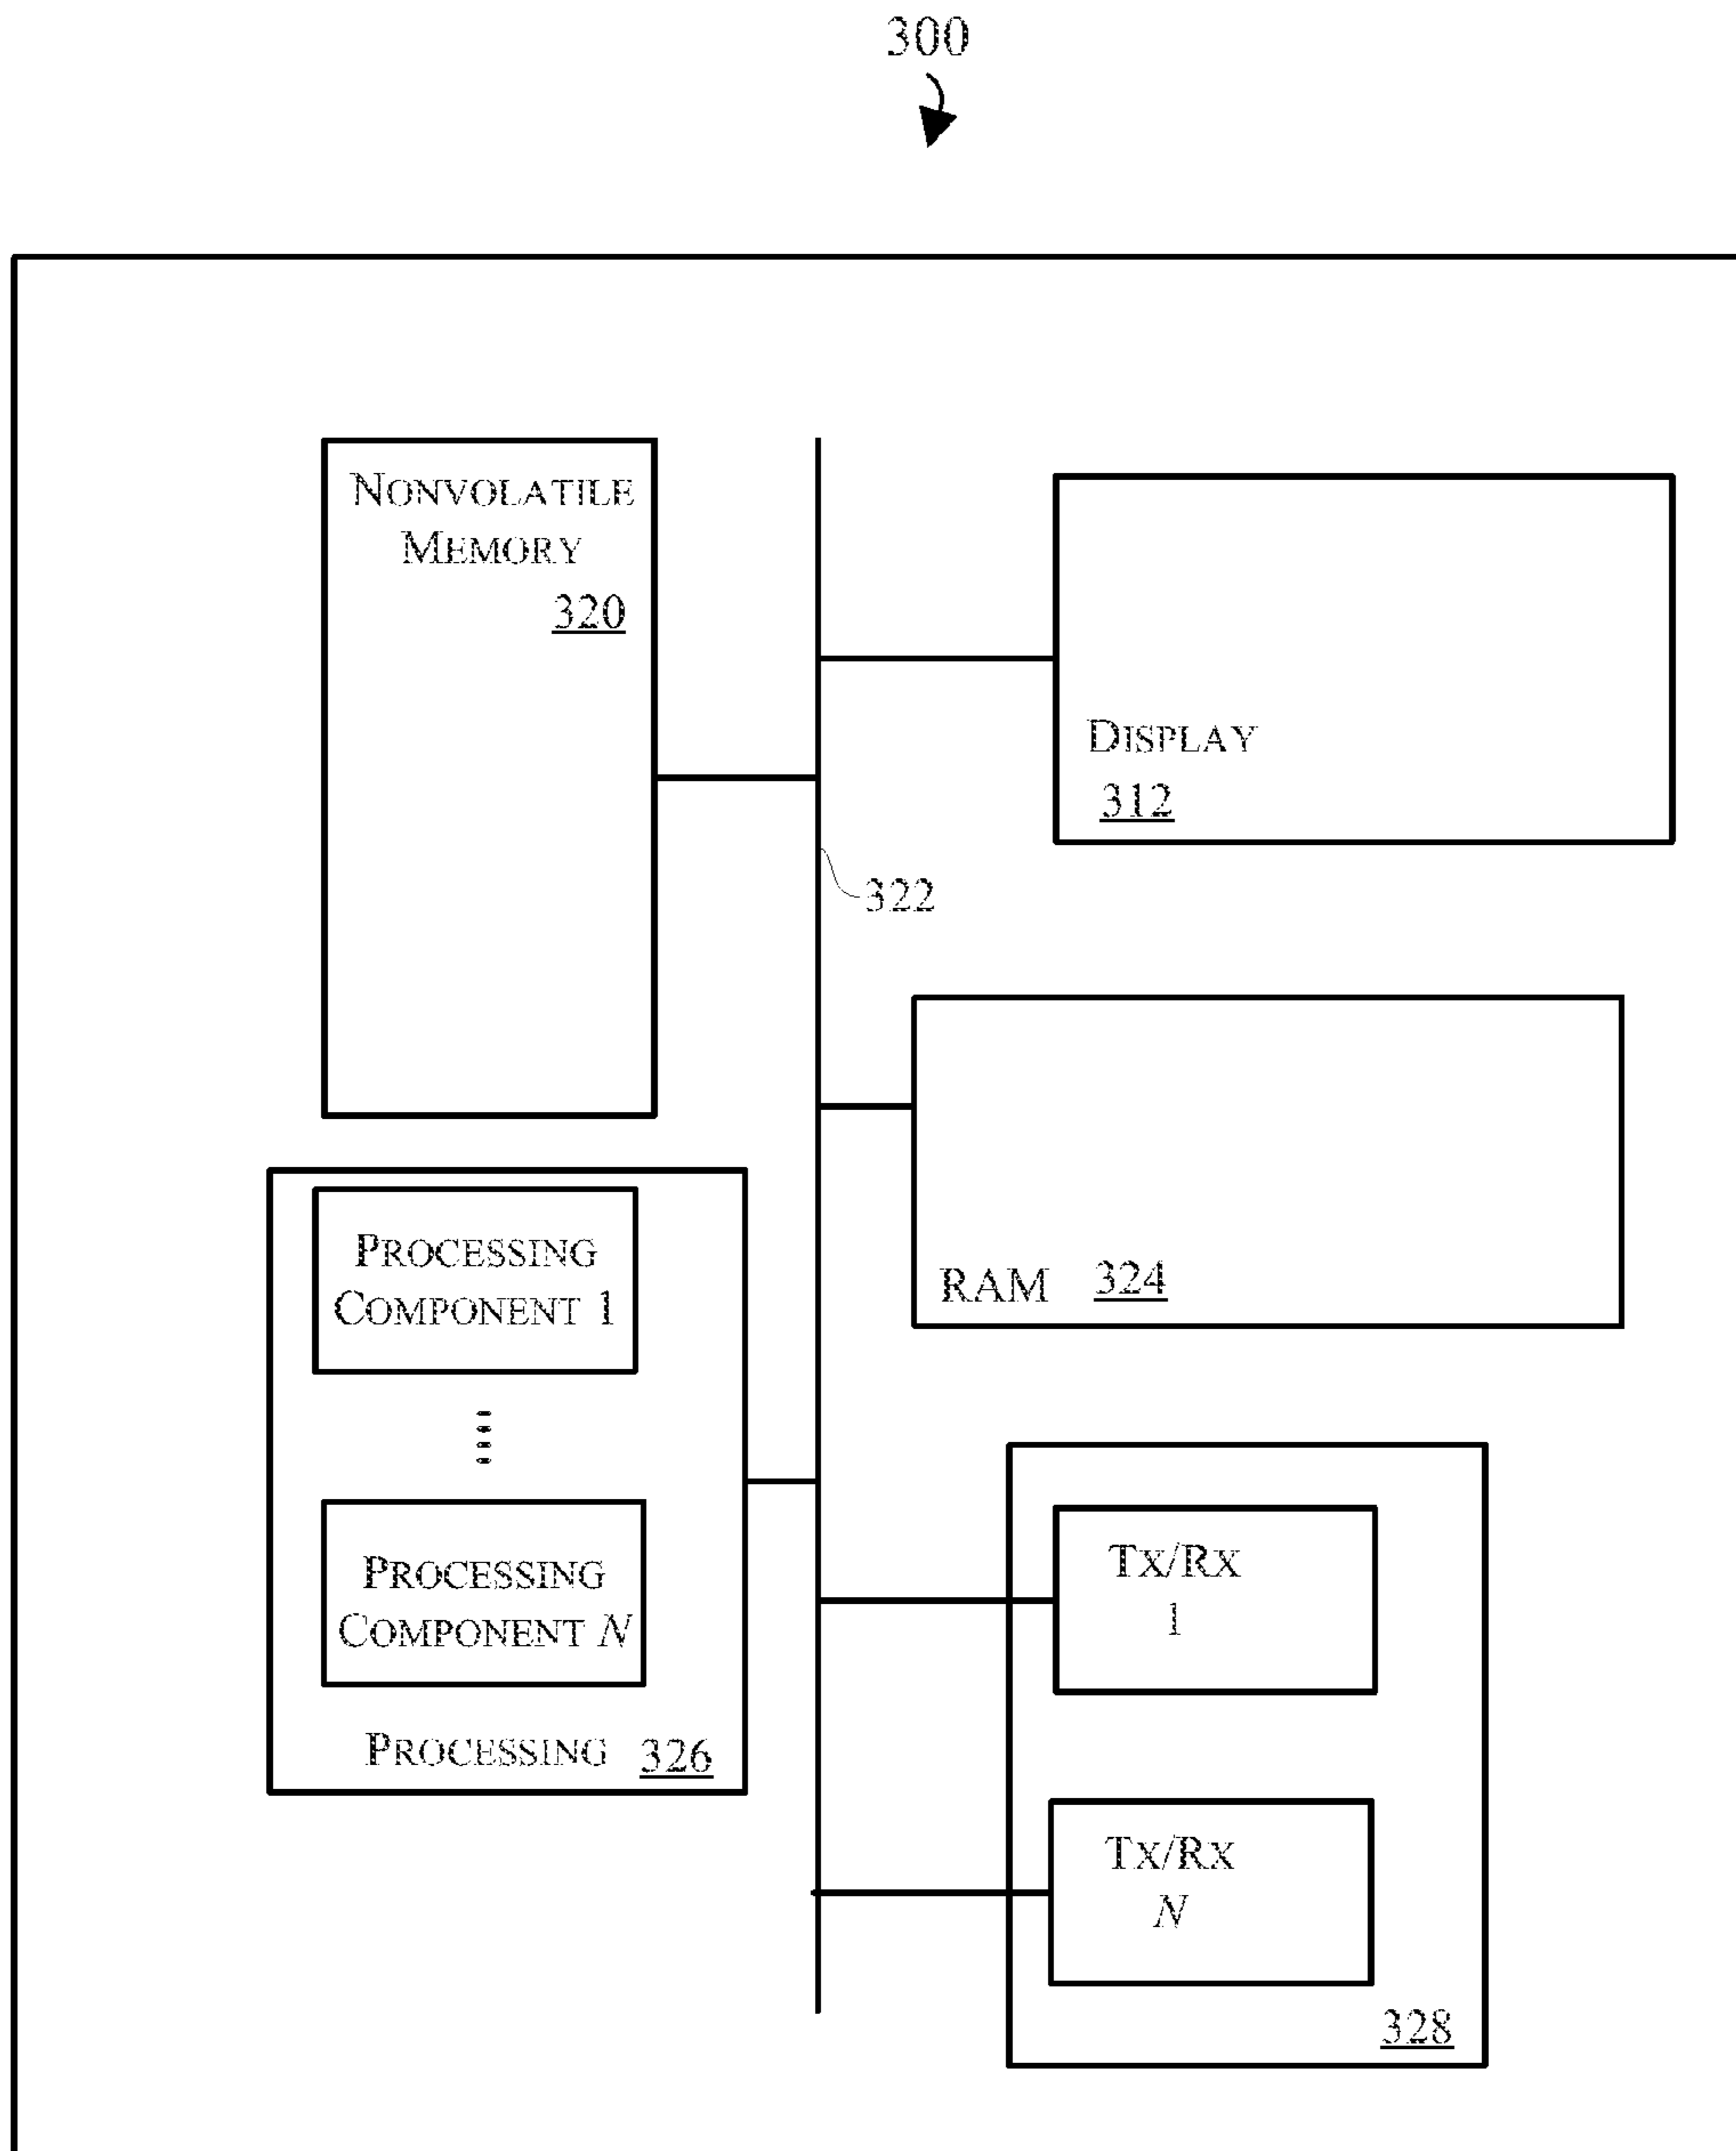 300
NONVOLATILE
MEMORY
320
DISPLAY
312
322
RAM 324
PROCESSING
COMPONENT 1
PROCESSING
COMPONENT N
PROCESSING 326
TX/RX
1
TX/RX
N
328